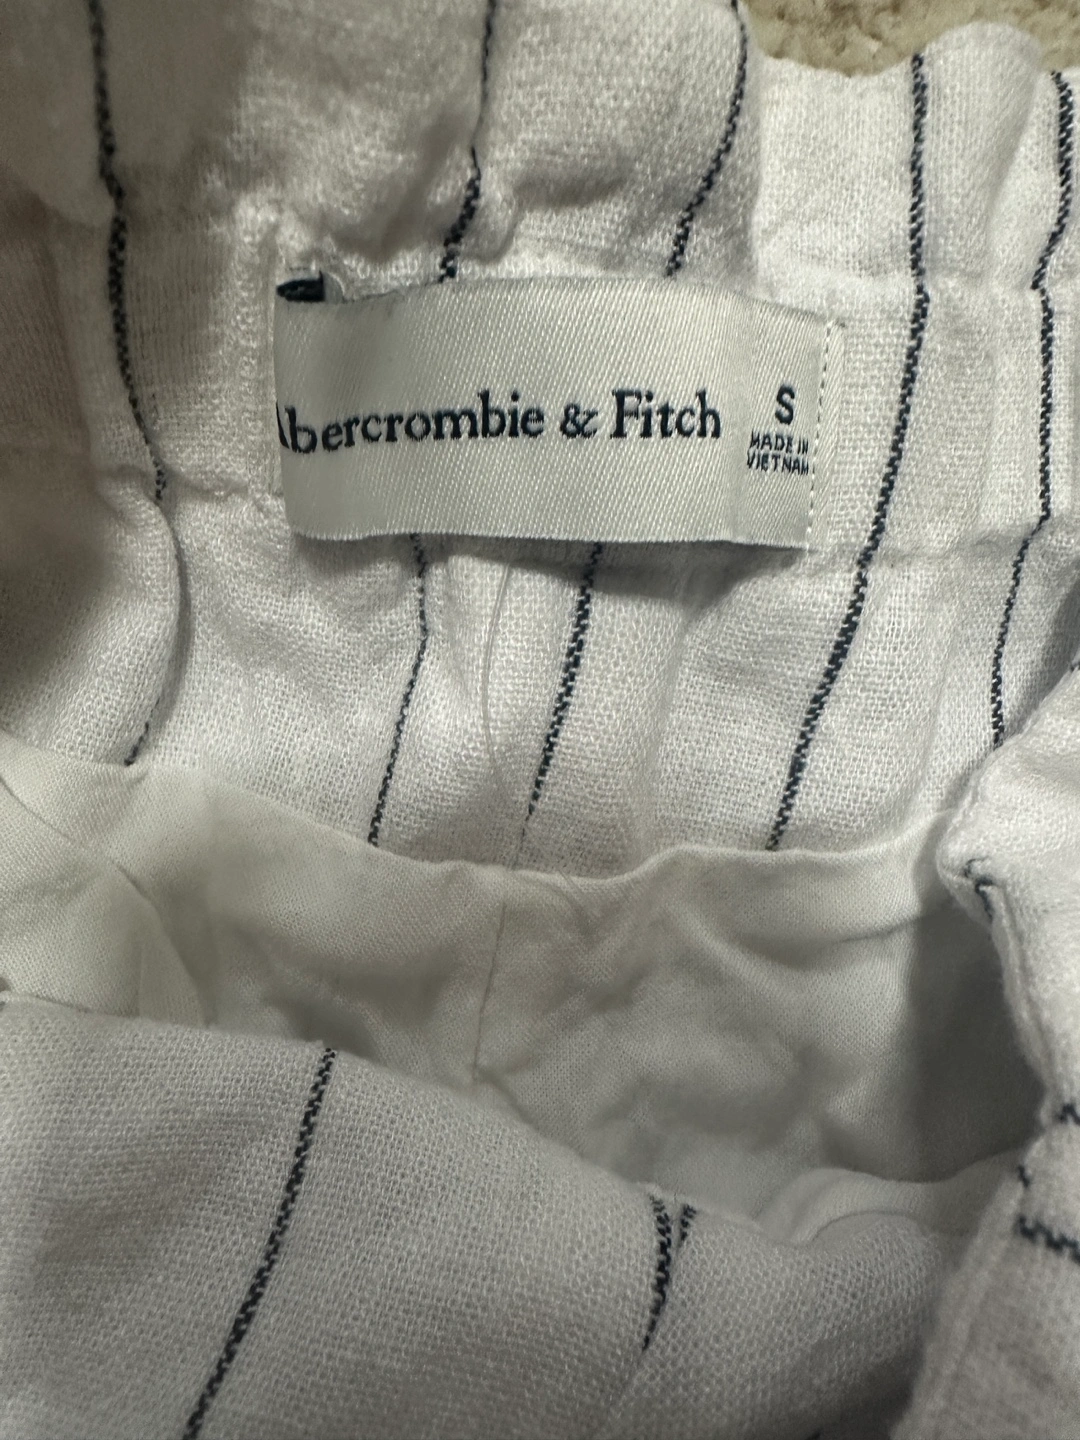 Abercrombie & Fitch
S
MADE IN
VIETNAM